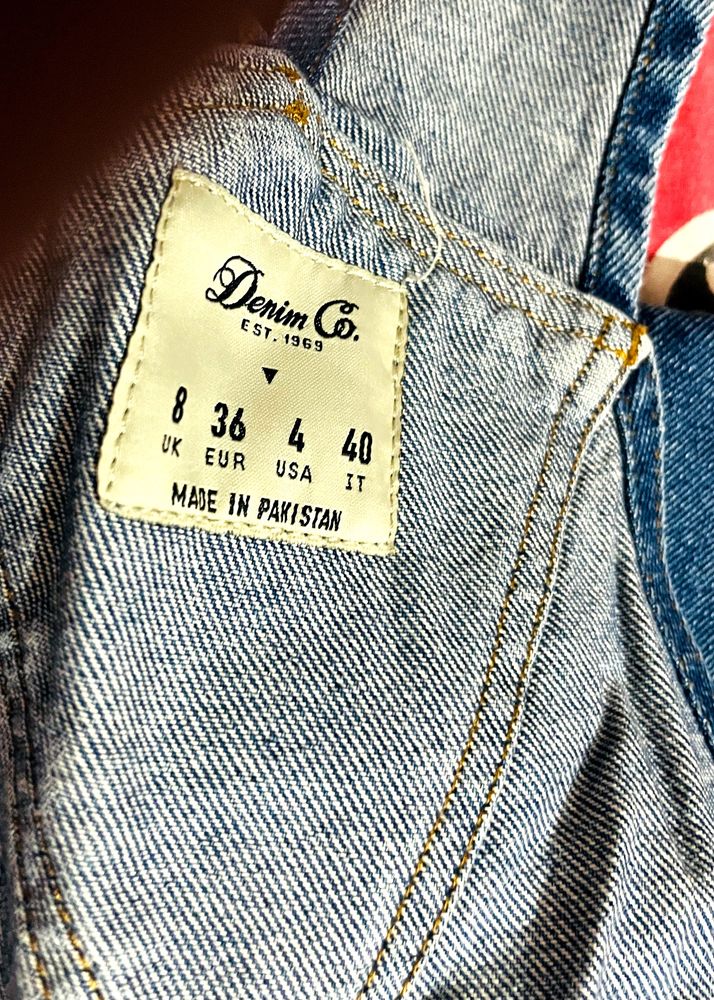 Denim Co.
EST. 1969
8 36 4 40
UK EUR USA IT
MADE IN PAKISTAN